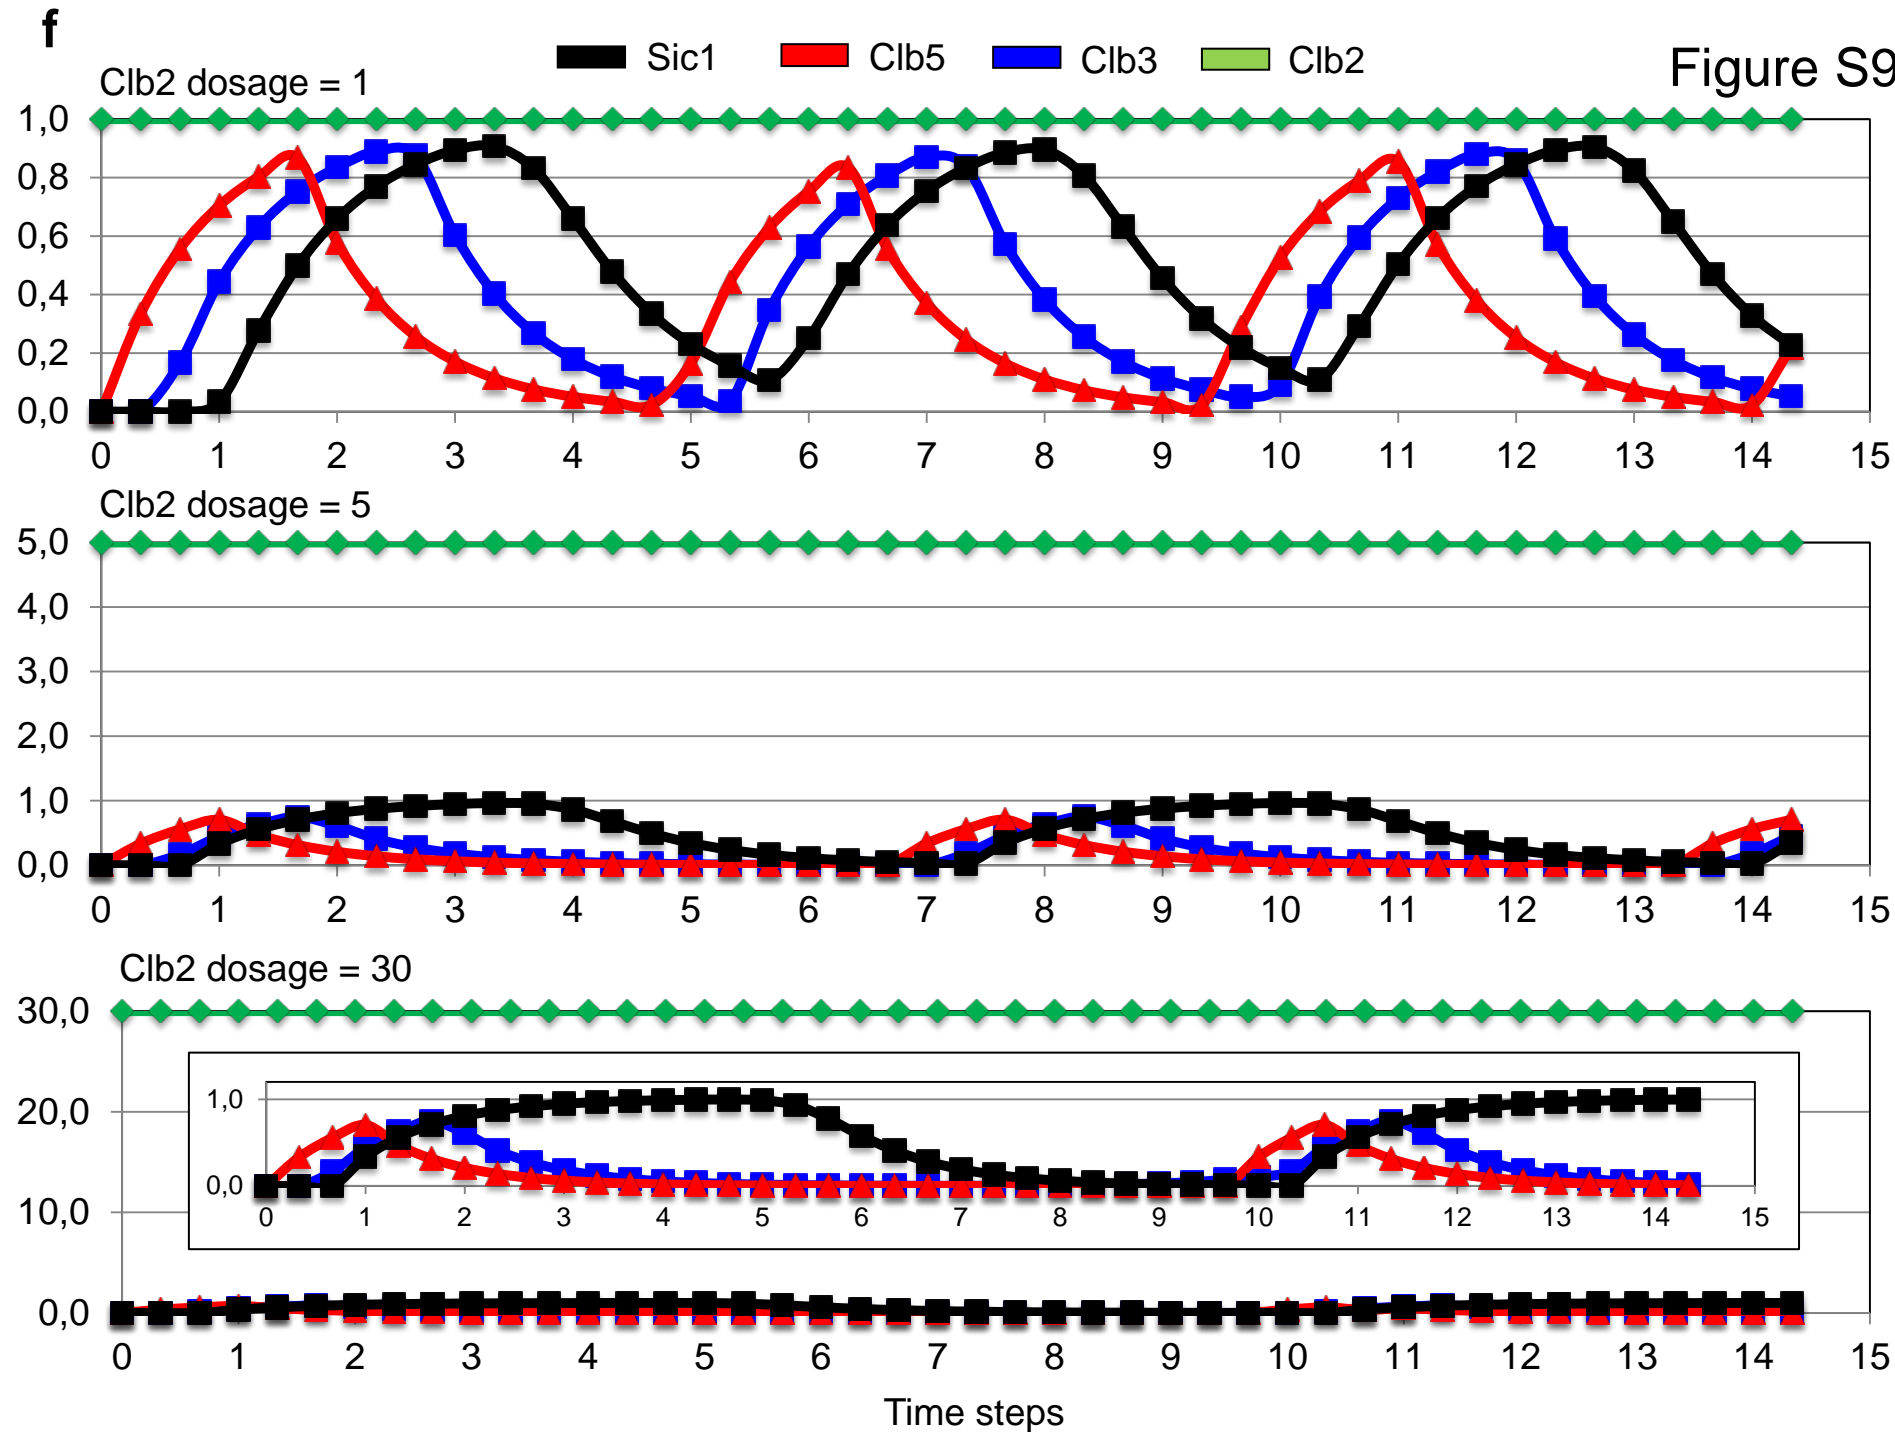 f
Sic1 Clb5 Clb3 Clb2
Figure S9
Clb2 dosage = 1
1,0
0,8
0,6
0,4
0,2
0,0
0 1 2 3 4 5 6 7 8 9 10 11 12 13 14 15
Clb2 dosage = 5
5,0
4,0
3,0
2,0
1,0
0,0
0 1 2 3 4 5 6 7 8 9 10 11 12 13 14 15
Clb2 dosage = 30
30,0
20,0
10,0
0,0
1,0
0,0
0 1 2 3 4 5 6 7 8 9 10 11 12 13 14 15
0 1 2 3 4 5 6 7 8 9 10 11 12 13 14 15
Time steps